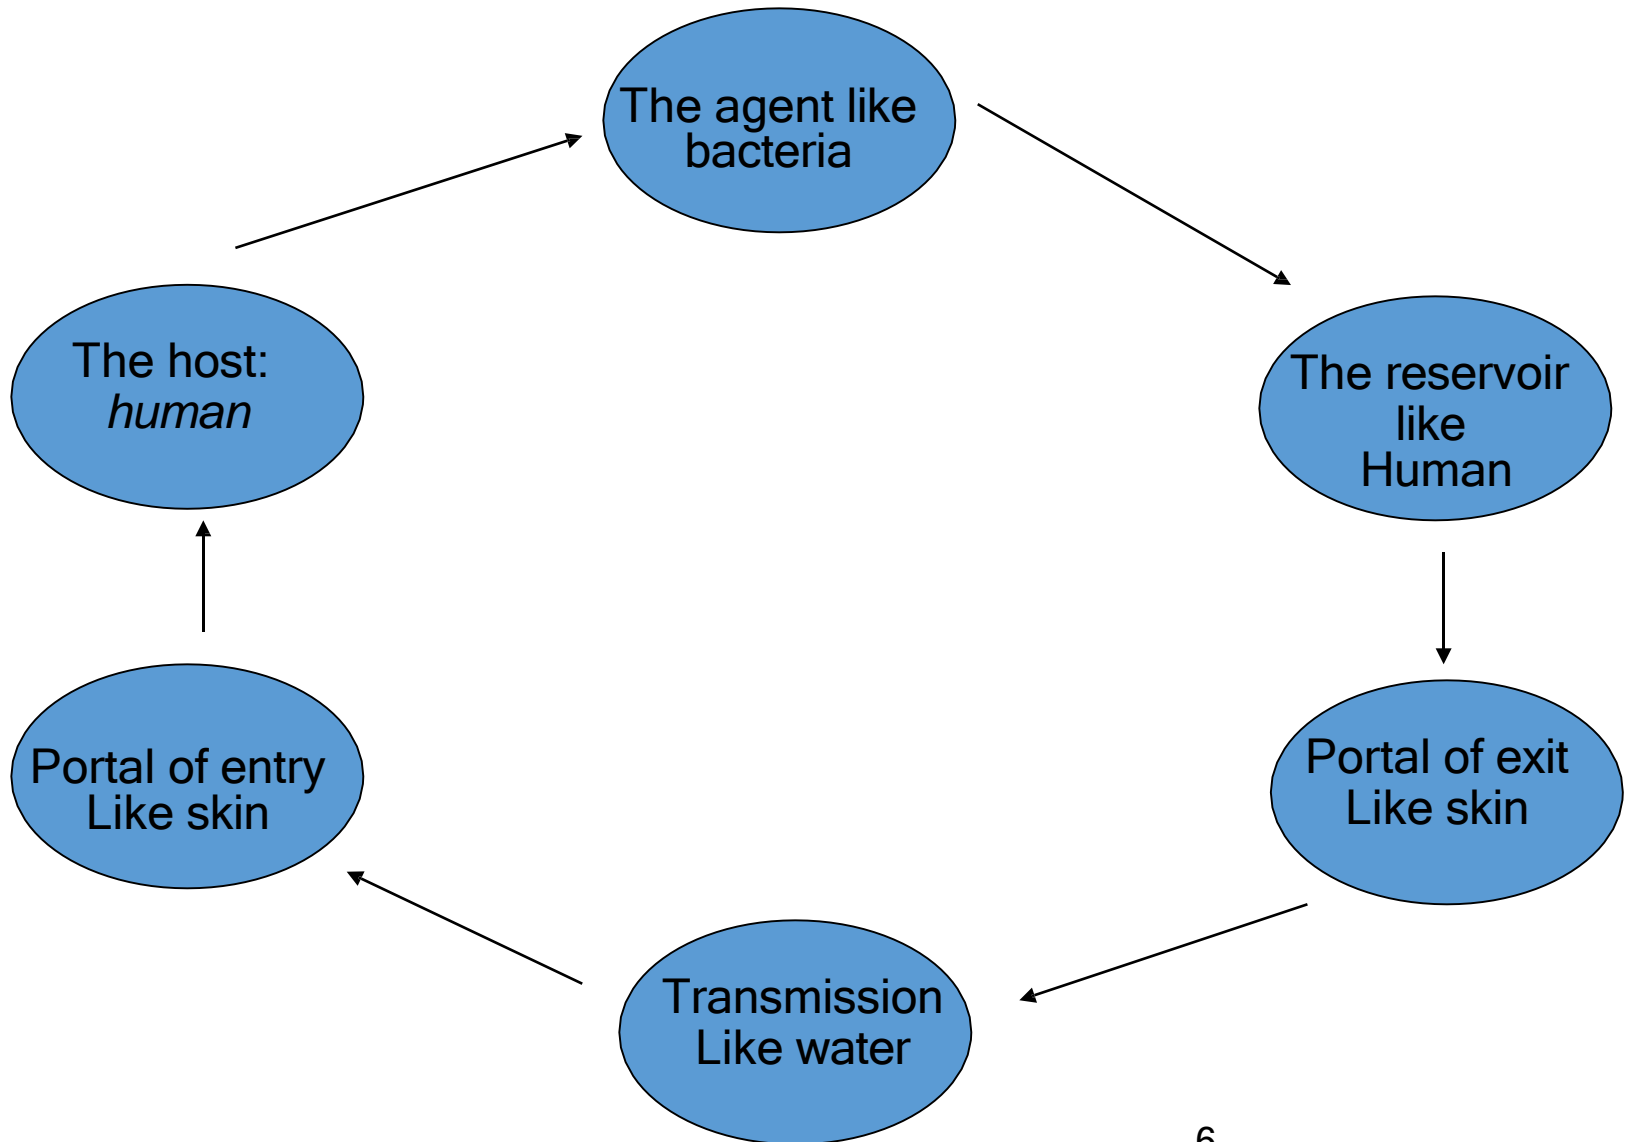 The agent like
bacteria
The reservoir
like
Human
Portal of exit
Like skin
Transmission
Like water
Portal of entry
Like skin
The host:
human
6